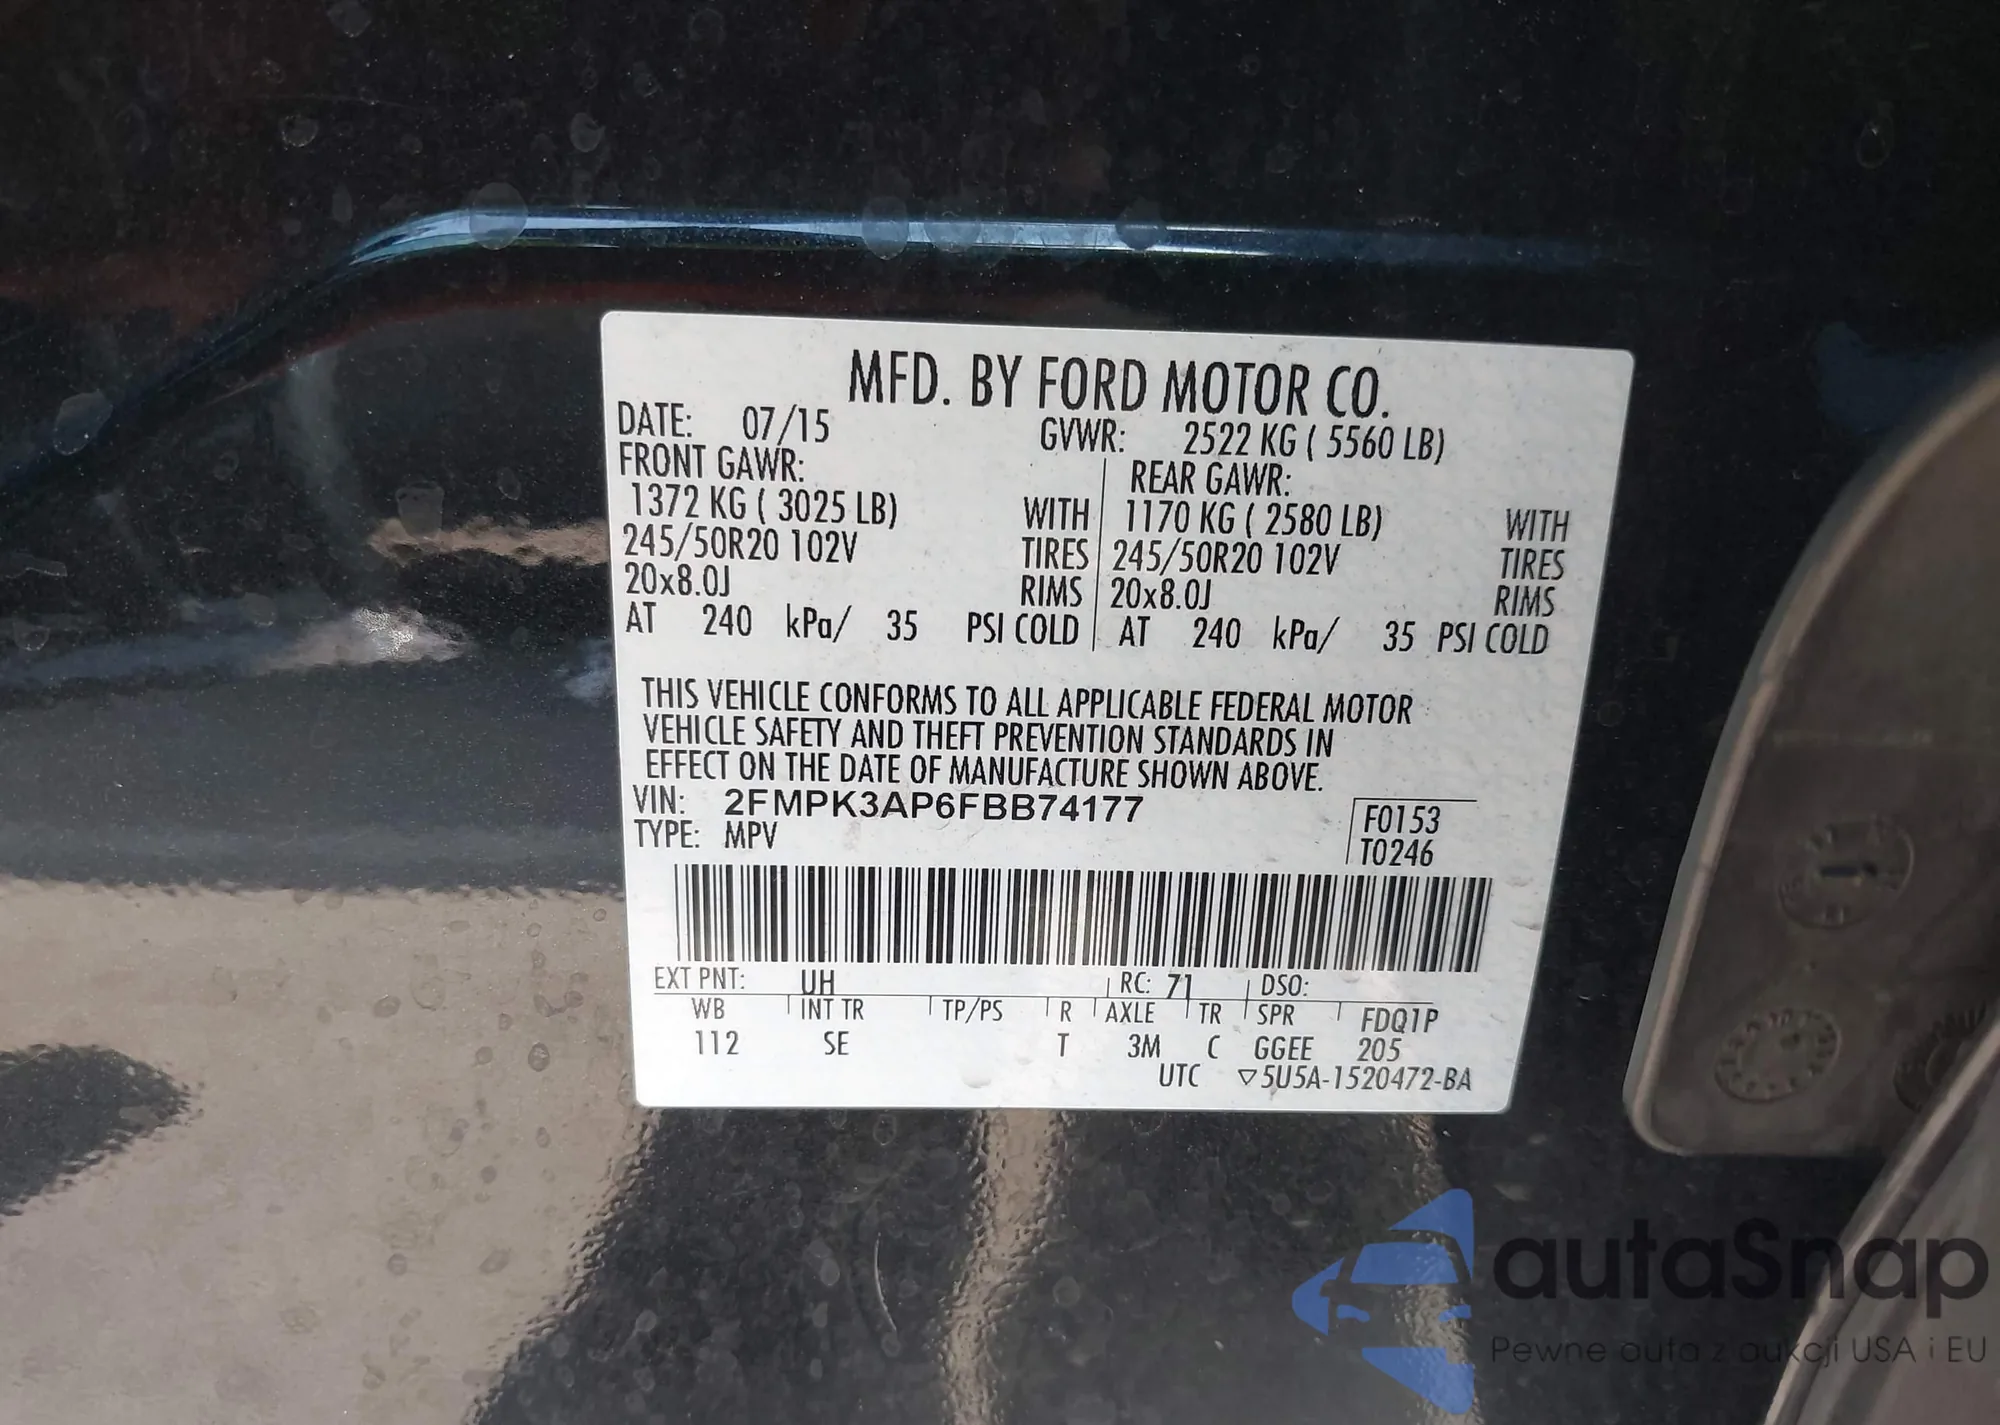 MFD. BY FORD MOTOR CO.
DATE: 07/15 GVWR: 2522 KG ( 5560 LB)
FRONT GAWR: REAR GAWR:
1372 KG ( 3025 LB) WITH 1170 KG ( 2580 LB) WITH
245/50R20 102V TIRES 245/50R20 102V TIRES
20x8.0J RIMS 20x8.0J RIMS
AT 240 kPa/ 35 PSI COLD AT 240 kPa/ 35 PSI COLD
THIS VEHICLE CONFORMS TO ALL APPLICABLE FEDERAL MOTOR
VEHICLE SAFETY AND THEFT PREVENTION STANDARDS IN
EFFECT ON THE DATE OF MANUFACTURE SHOWN ABOVE.
VIN: 2FMPK3AP6FBB74177 F0153
TYPE: MPV T0246
EXT PNT: UH RC: 71 DSO:
WB INT TR TP/PS R AXLE TR SPR FDQ1P
112 SE T 3M C GGEE 205
UTC ▽5U5A-1520472-BA
autaSnap
Pewne auta z aukcji USA i EU